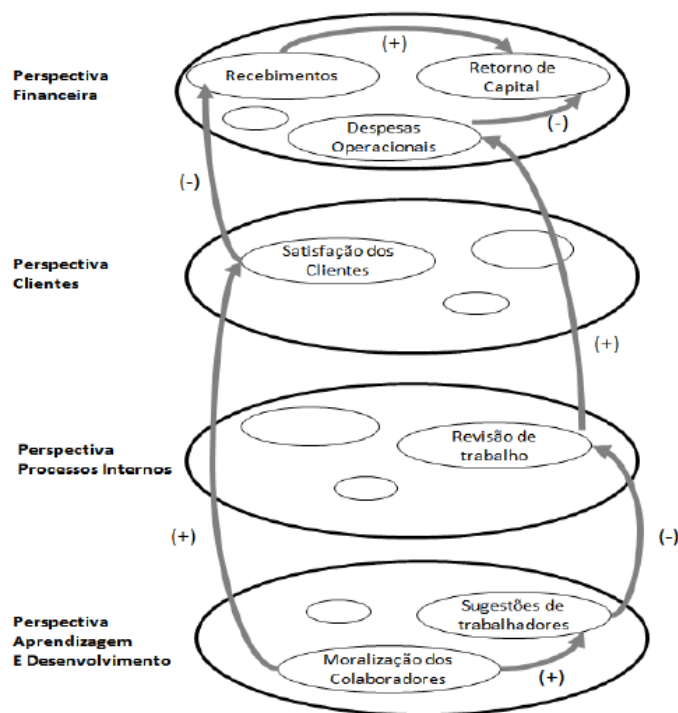 (+)
Perspectiva
Financeira
Recebimentos
Retorno de
Capital
Despesas
Operacionais
(-)
(-)
Perspectiva
Clientes
Satisfação dos
Clientes
(+)
Perspectiva
Processos Internos
Revisão de
trabalho
(+)
(-)
Perspectiva
Aprendizagem
E Desenvolvimento
Sugestões de
trabalhadores
Moralização dos
Colaboradores
(+)